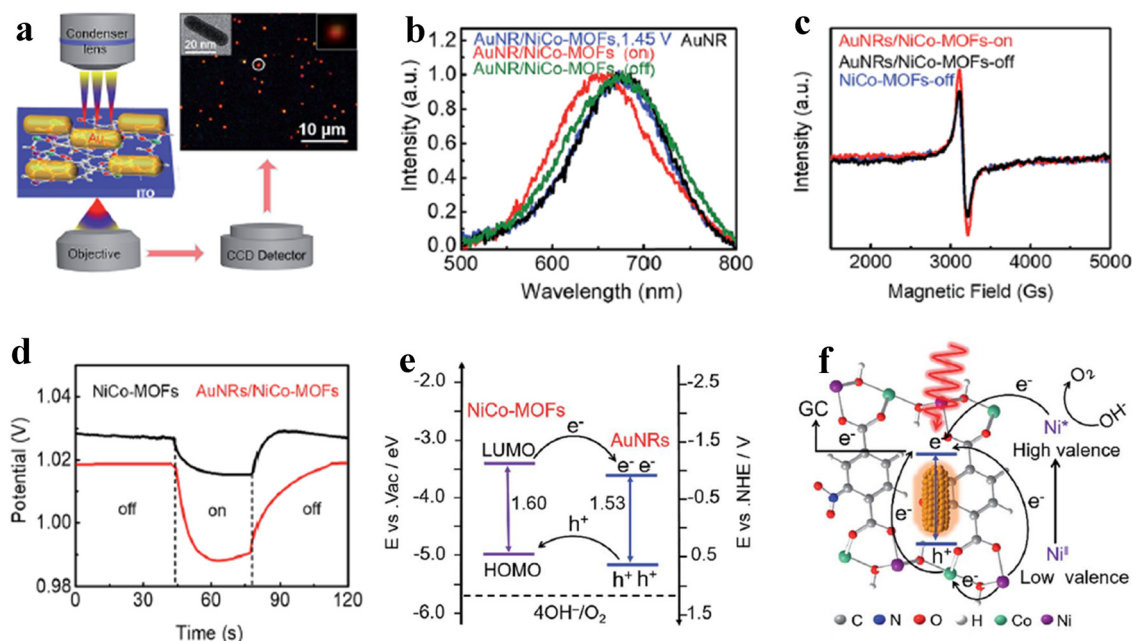 a
Condenser
lens
Au
ITO
Objective
CCD Detector
20 nm
10 µm
b
AuNR/NiCo-MOFs,1.45 V
AuNR/NiCo-MOFs (on)
AuNR/NiCo-MOFs (off)
AuNR
Intensity (a.u.)
1.2
1.0
0.8
0.6
0.4
0.2
0.0
500
600
700
800
Wavelength (nm)
c
AuNRs/NiCo-MOFs-on
AuNRs/NiCo-MOFs-off
NiCo-MOFs-off
Intensity (a.u.)
2000
3000
4000
5000
Magnetic Field (Gs)
d
NiCo-MOFs
AuNRs/NiCo-MOFs
Potential (V)
1.04
1.02
1.00
0.98
off
on
off
0
30
60
90
120
Time (s)
e
E vs .Vac / eV
-2.0
-3.0
-4.0
-5.0
-6.0
NiCo-MOFs
LUMO
HOMO
1.60
e-
AuNRs
e- e-
1.53
h+
h+ h+
4OH−/O2
-2.5
-1.5
-0.5
0.5
1.5
E vs .NHE / V
f
GC
e-
e-
e-
O2
OH-
Ni*
High valence
e-
e-
h+
NiII
Low valence
e-
C
N
O
H
Co
Ni